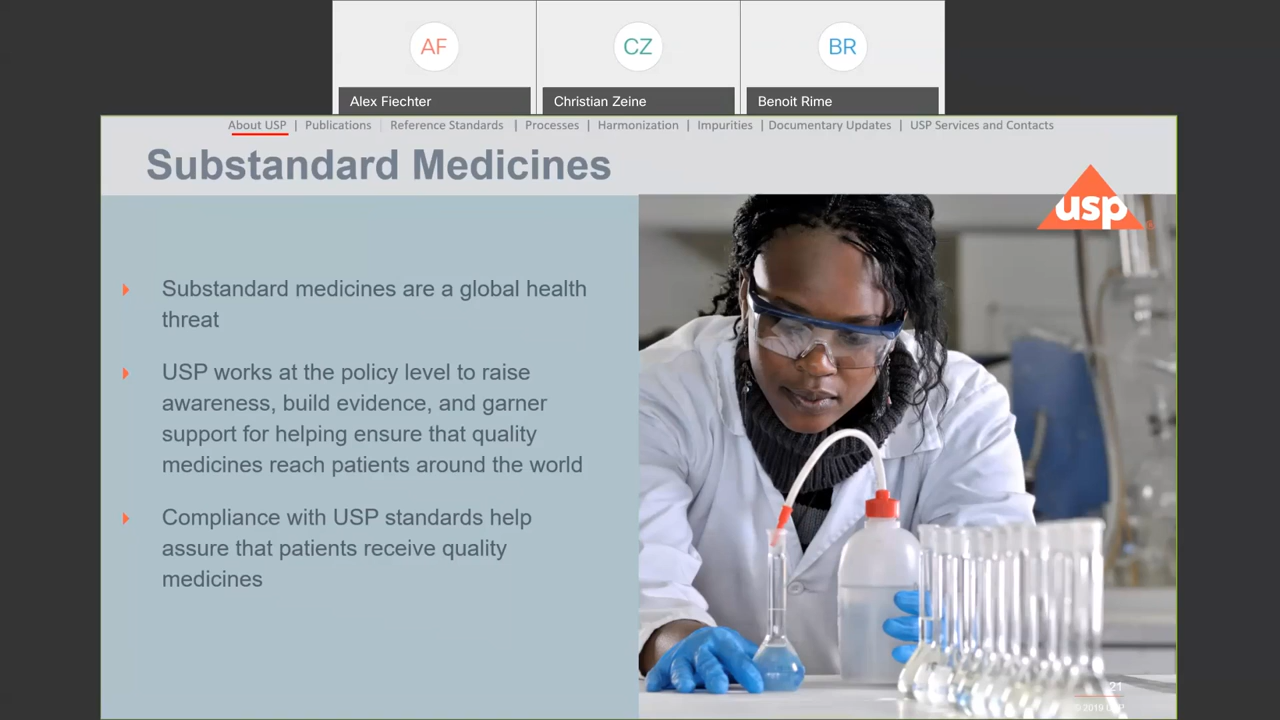 AF
CZ
BR
Alex Fiechter
Christian Zeine
Benoit Rime
About USP | Publications | Reference Standards | Processes | Harmonization | Impurities | Documentary Updates | USP Services and Contacts
Substandard Medicines
usp
Substandard medicines are a global health
threat
USP works at the policy level to raise
awareness, build evidence, and garner
support for helping ensure that quality
medicines reach patients around the world
Compliance with USP standards help
assure that patients receive quality
medicines
21
© 2019 USP